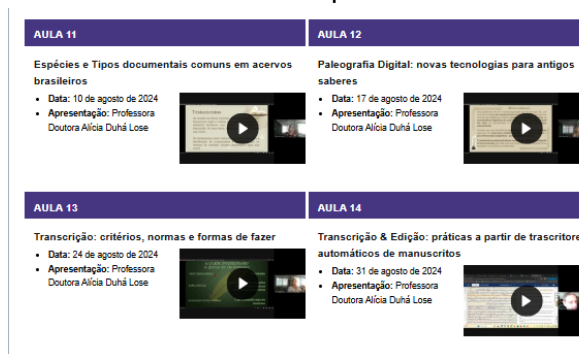 AULA 11
Espécies e Tipos documentais comuns em acervos
brasileiros
Data: 10 de agosto de 2024
Apresentação: Professora
Doutora Alícia Duhá Lose
AULA 12
Paleografia Digital: novas tecnologias para antigos
saberes
Data: 17 de agosto de 2024
Apresentação: Professora
Doutora Alícia Duhá Lose
AULA 13
Transcrição: critérios, normas e formas de fazer
Data: 24 de agosto de 2024
Apresentação: Professora
Doutora Alícia Duhá Lose
AULA 14
Transcrição & Edição: práticas a partir de trascritore
automáticos de manuscritos
Data: 31 de agosto de 2024
Apresentação: Professora
Doutora Alícia Duhá Lose